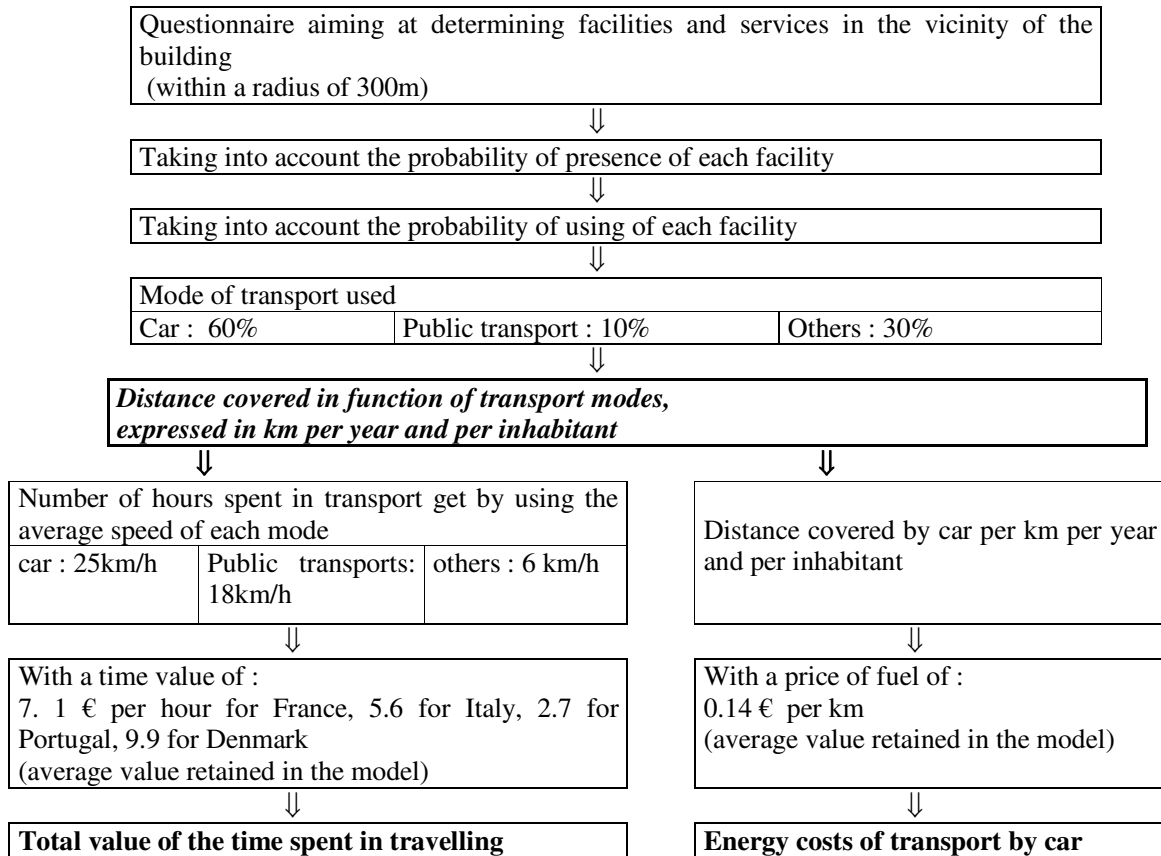 Questionnaire aiming at determining facilities and services in the vicinity of the
building
(within a radius of 300m)
⇓
Taking into account the probability of presence of each facility
⇓
Taking into account the probability of using of each facility
⇓
Mode of transport used
Car : 60%
Public transport : 10%
Others : 30%
⇓
Distance covered in function of transport modes,
expressed in km per year and per inhabitant
⇓ ⇓
Number of hours spent in transport get by using the
average speed of each mode
car : 25km/h
Public transports:
18km/h
others : 6 km/h
⇓
With a time value of :
7. 1 € per hour for France, 5.6 for Italy, 2.7 for
Portugal, 9.9 for Denmark
(average value retained in the model)
⇓
Total value of the time spent in travelling
Distance covered by car per km per year
and per inhabitant
⇓
With a price of fuel of :
0.14 € per km
(average value retained in the model)
⇓
Energy costs of transport by car